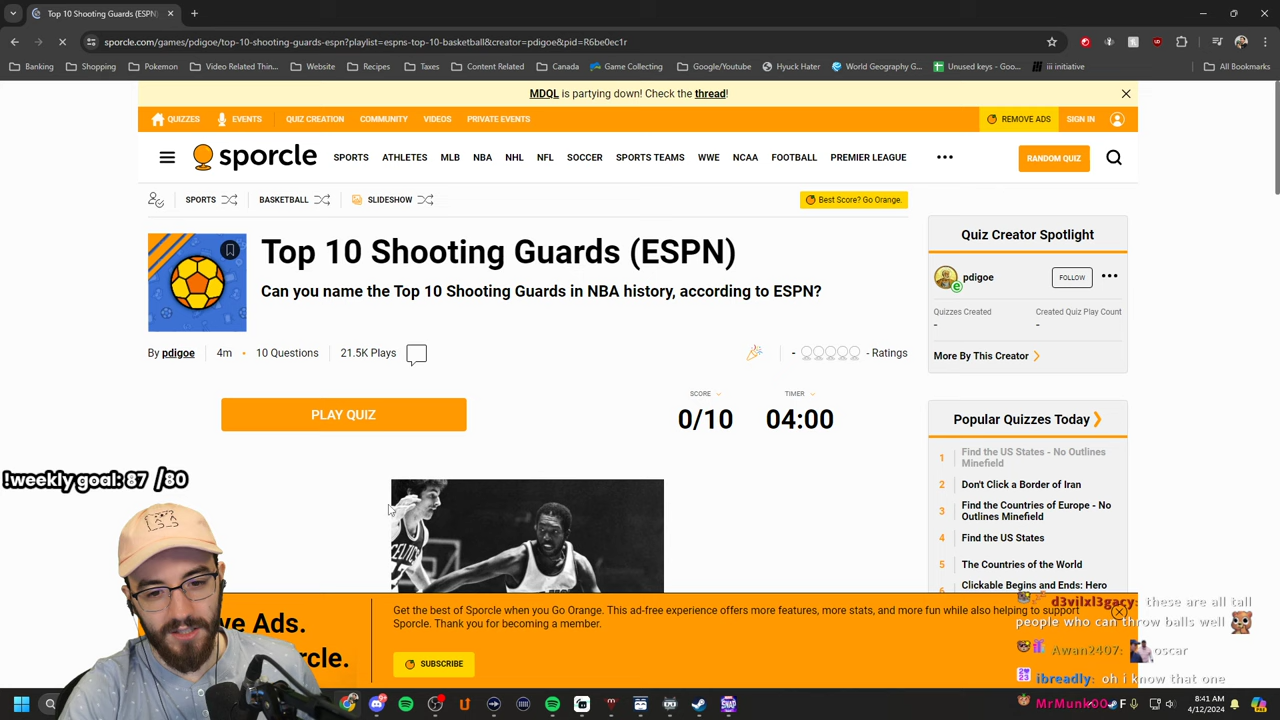 Top 10 Shooting Guards (ESPN)
sporcle.com/games/pdigoe/top-10-shooting-guards-espn?playlist=espns-top-10-basketball&creator=pdigoe&pid=R6be0ec1r
Banking
Shopping
Pokemon
Video Related Thin...
Website
Recipes
Taxes
Content Related
Canada
Game Collecting
Google/Youtube
Hyuck Hater
World Geography G...
Unused keys - Goo...
iii initiative
All Bookmarks
MDQL is partying down! Check the thread!
QUIZZES
EVENTS
QUIZ CREATION
COMMUNITY
VIDEOS
PRIVATE EVENTS
REMOVE ADS
SIGN IN
sporcle
SPORTS
ATHLETES
MLB
NBA
NHL
NFL
SOCCER
SPORTS TEAMS
WWE
NCAA
FOOTBALL
PREMIER LEAGUE
RANDOM QUIZ
SPORTS
BASKETBALL
SLIDESHOW
Best Score? Go Orange.
Top 10 Shooting Guards (ESPN)
Can you name the Top 10 Shooting Guards in NBA history, according to ESPN?
By pdigoe
4m
10 Questions
21.5K Plays
- Ratings
PLAY QUIZ
SCORE
0/10
TIMER
04:00
Quiz Creator Spotlight
pdigoe
FOLLOW
Quizzes Created
-
Created Quiz Play Count
-
More By This Creator
Popular Quizzes Today
1 Find the US States - No Outlines
Minefield
2 Don't Click a Border of Iran
3 Find the Countries of Europe - No
Outlines Minefield
4 Find the US States
5 The Countries of the World
Clickable Begins and Ends: Hero
!weekly goal: 87 /80
ve Ads.
rcle.
Get the best of Sporcle when you Go Orange. This ad-free experience offers more features, more stats, and more fun while also helping to support
Sporcle. Thank you for becoming a member.
SUBSCRIBE
d3vilxl3gacy: these are all tall
people who can throw balls well
Awan2407: oscar
ibreadly: oh i know that one
MrMunk00
8:41 AM
4/12/2024